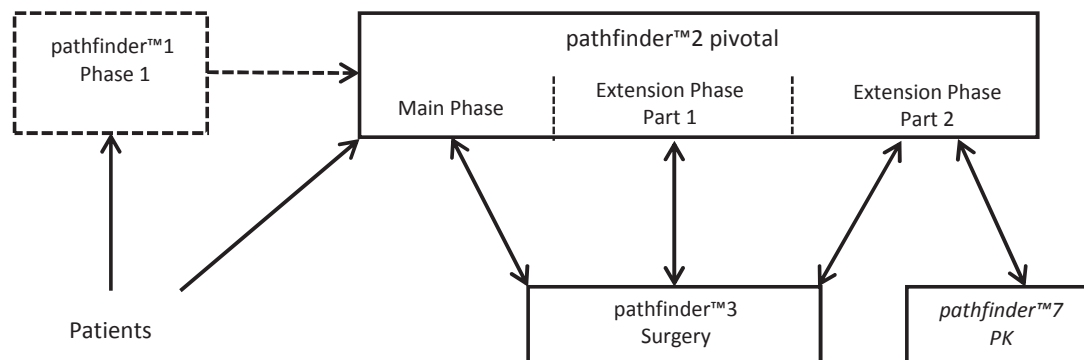 pathfinder™1
Phase 1
pathfinder™2 pivotal
Main Phase
Extension Phase
Part 1
Extension Phase
Part 2
Patients
pathfinder™3
Surgery
pathfinder™7
PK